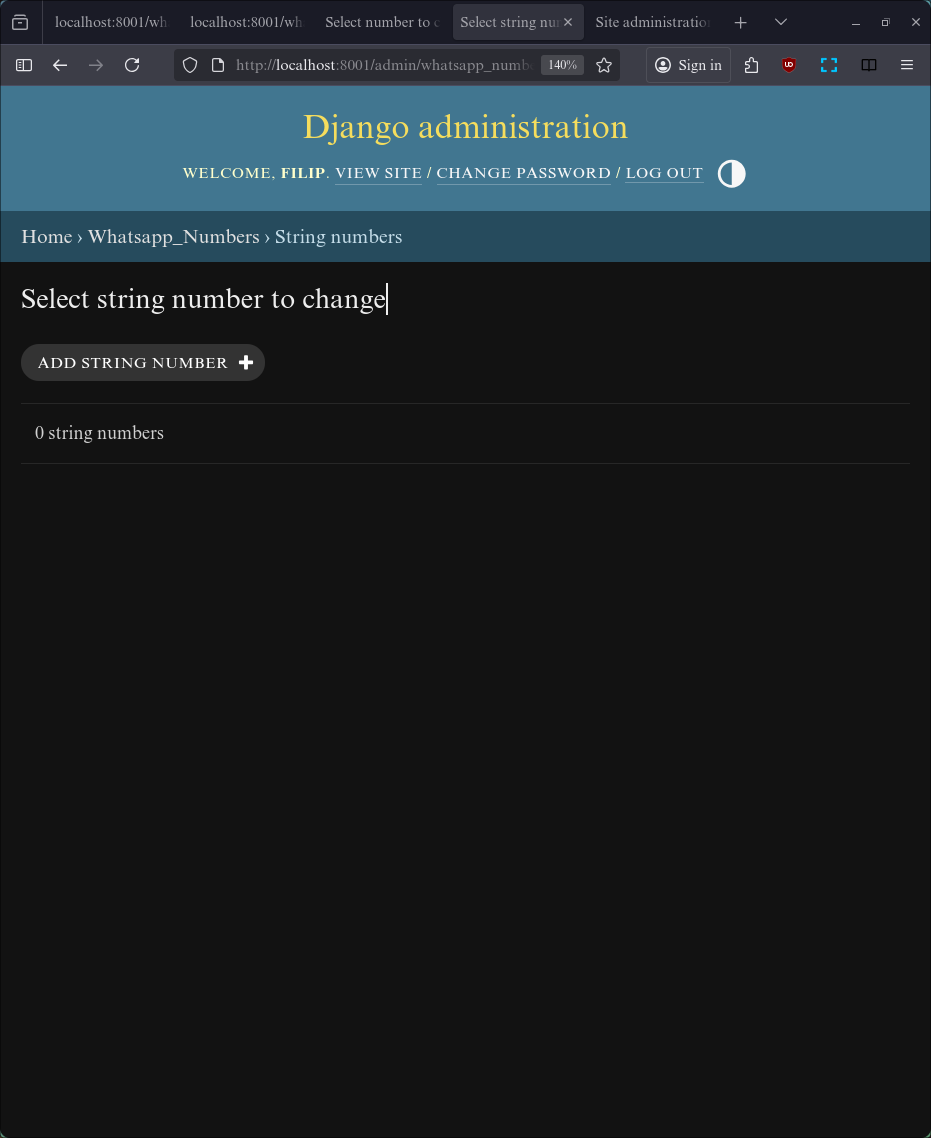 localhost:8001/wh
localhost:8001/wh
Select number to c
Select string nu
Site administratio
http://localhost:8001/admin/whatsapp_numb
140%
Sign in
Django administration
WELCOME, FILIP. VIEW SITE / CHANGE PASSWORD / LOG OUT
Home › Whatsapp_Numbers › String numbers
Select string number to change
ADD STRING NUMBER
0 string numbers